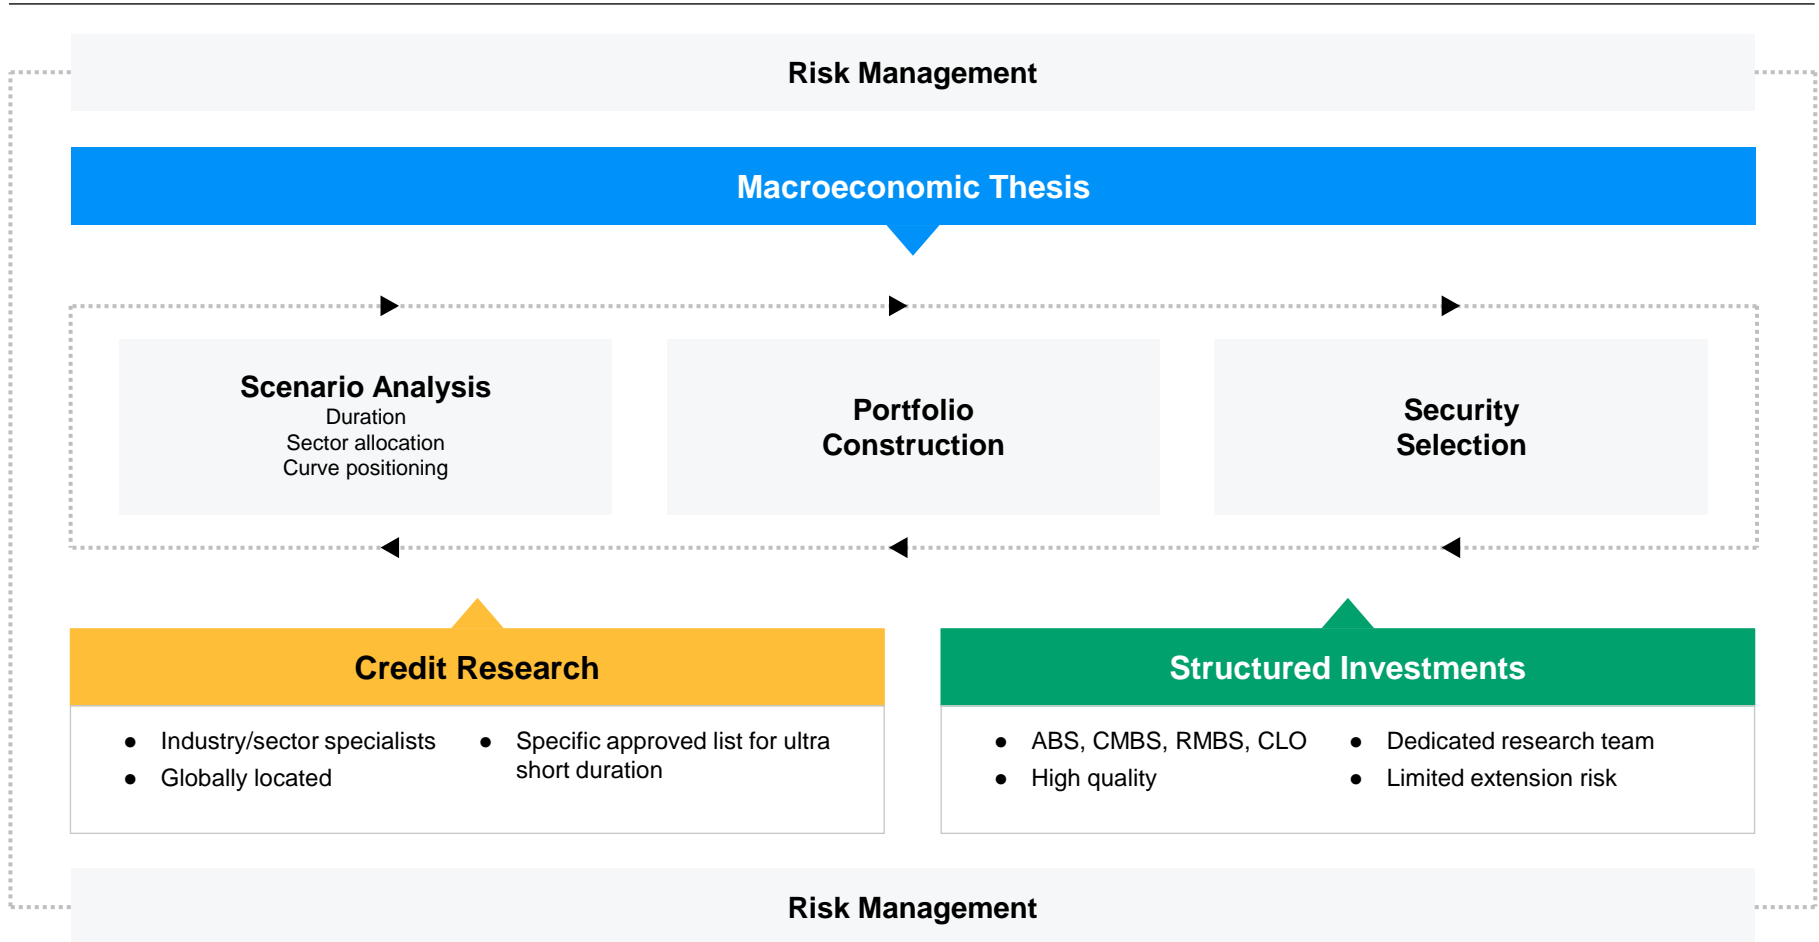 Risk Management
Macroeconomic Thesis
Scenario Analysis
Duration
Sector allocation
Curve positioning
Portfolio
Construction
Security
Selection
Credit Research
● Industry/sector specialists
● Globally located
● Specific approved list for ultra
short duration
Structured Investments
● ABS, CMBS, RMBS, CLO
● High quality
● Dedicated research team
● Limited extension risk
Risk Management